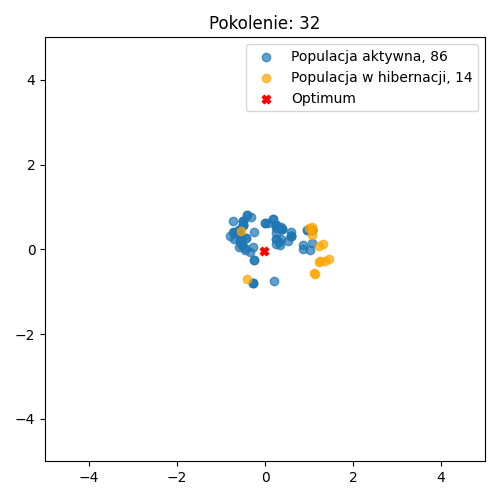 Pokolenie: 32
Populacja aktywna, 86
Populacja w hibernacji, 14
Optimum
4
2
0
−2
−4
−4 −2 0 2 4